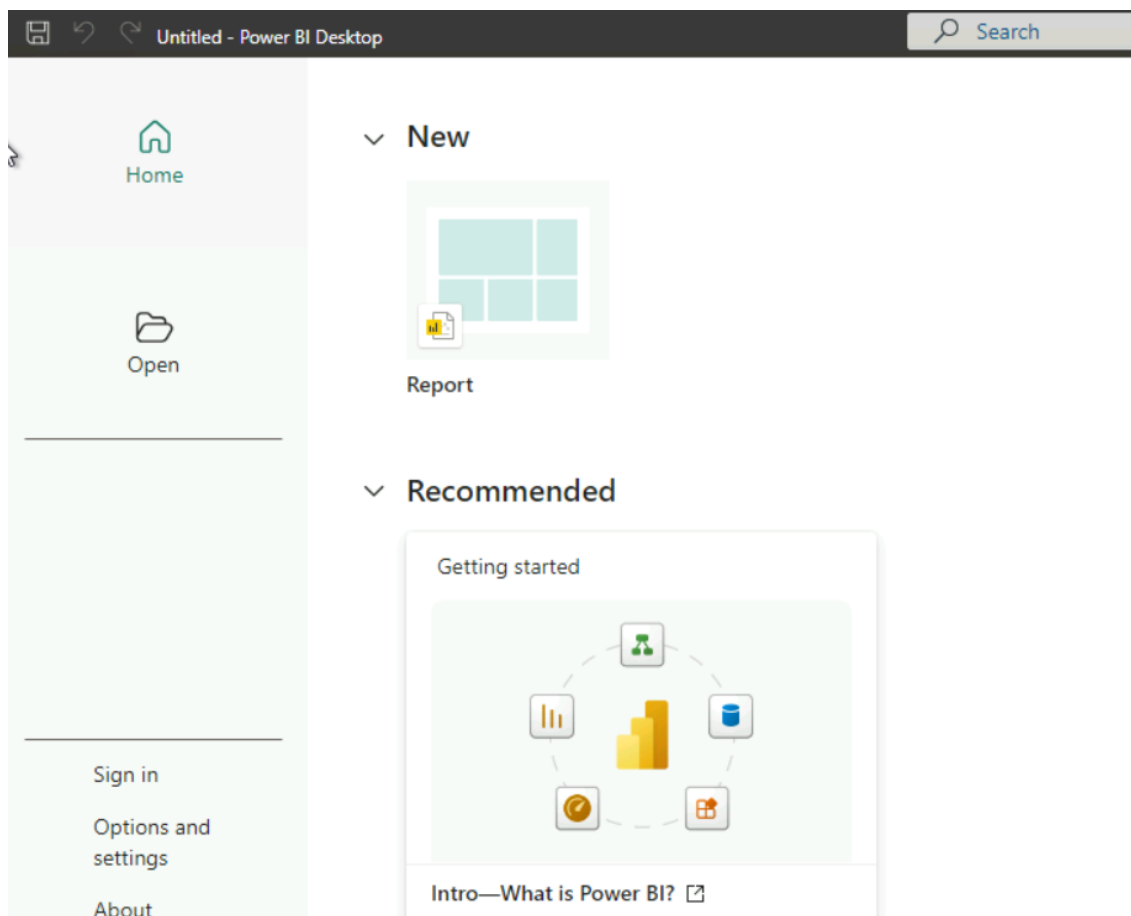 Untitled - Power BI Desktop
Search
Home
Open
New
Report
Recommended
Getting started
Intro—What is Power BI?
Sign in
Options and
settings
About